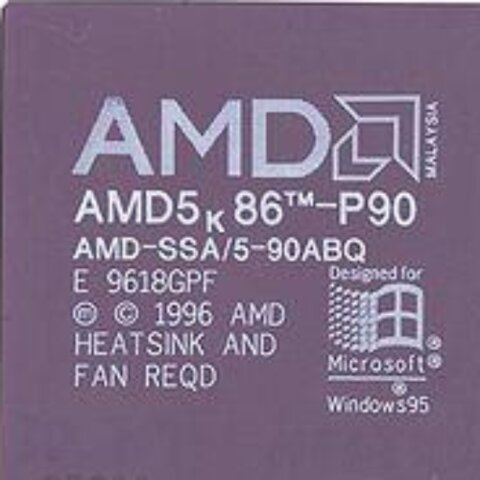 AMD
MALAYSIA
AMD5K86™-P90
AMD-SSA/5-90ABQ
E 9618GPF
ⓜ © 1996 AMD
HEATSINK AND
FAN REQD
Designed for
Microsoft®
®
Windows95